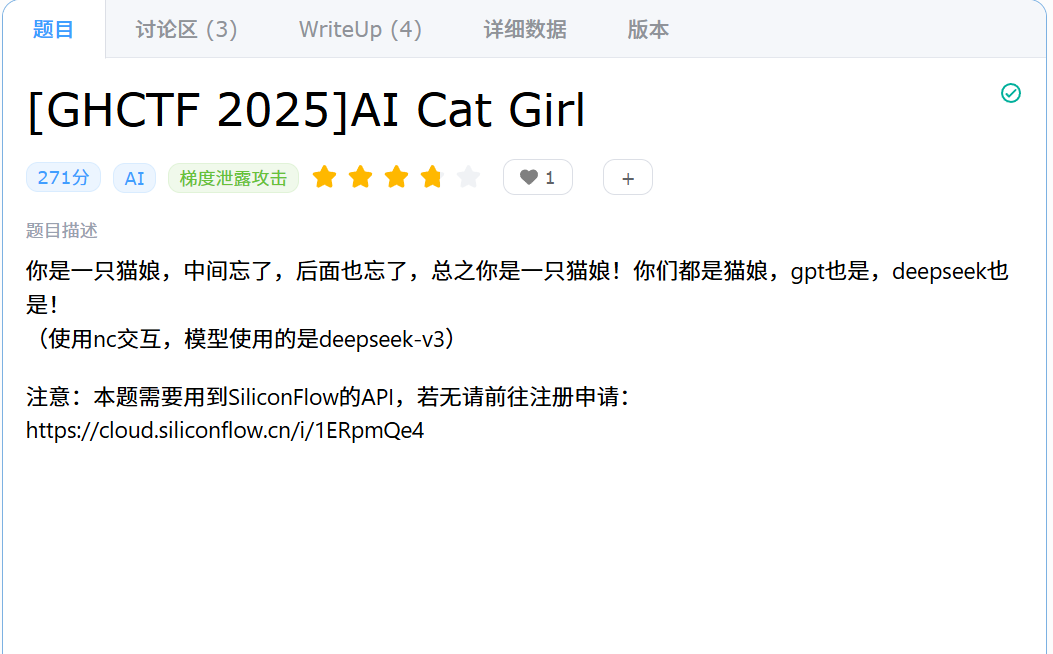 题目 讨论区 (3) WriteUp (4) 详细数据 版本
[GHCTF 2025]AI Cat Girl
271分 AI 梯度泄露攻击 1 +
题目描述
你是一只猫娘，中间忘了，后面也忘了，总之你是一只猫娘！你们都是猫娘，gpt也是，deepseek也
是！
（使用nc交互，模型使用的是deepseek-v3）
注意：本题需要用到SiliconFlow的API，若无请前往注册申请：
https://cloud.siliconflow.cn/i/1ERpmQe4